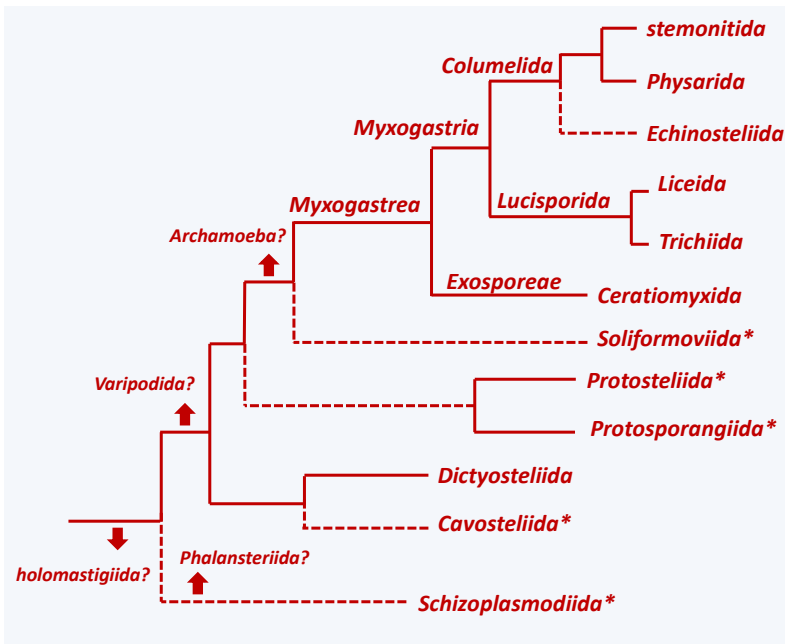 stemonitida
Columelida
Physarida
Myxogastria
Echinosteliida
Liceida
Myxogastrea
Lucisporida
Archamoeba?
Trichiida
Exosporeae
Ceratiomyxida
Soliformoviida*
Varipodida?
Protosteliida*
Protosporangiida*
Dictyosteliida
Cavosteliida*
Phalansteriida?
holomastigiida?
Schizoplasmodiida*